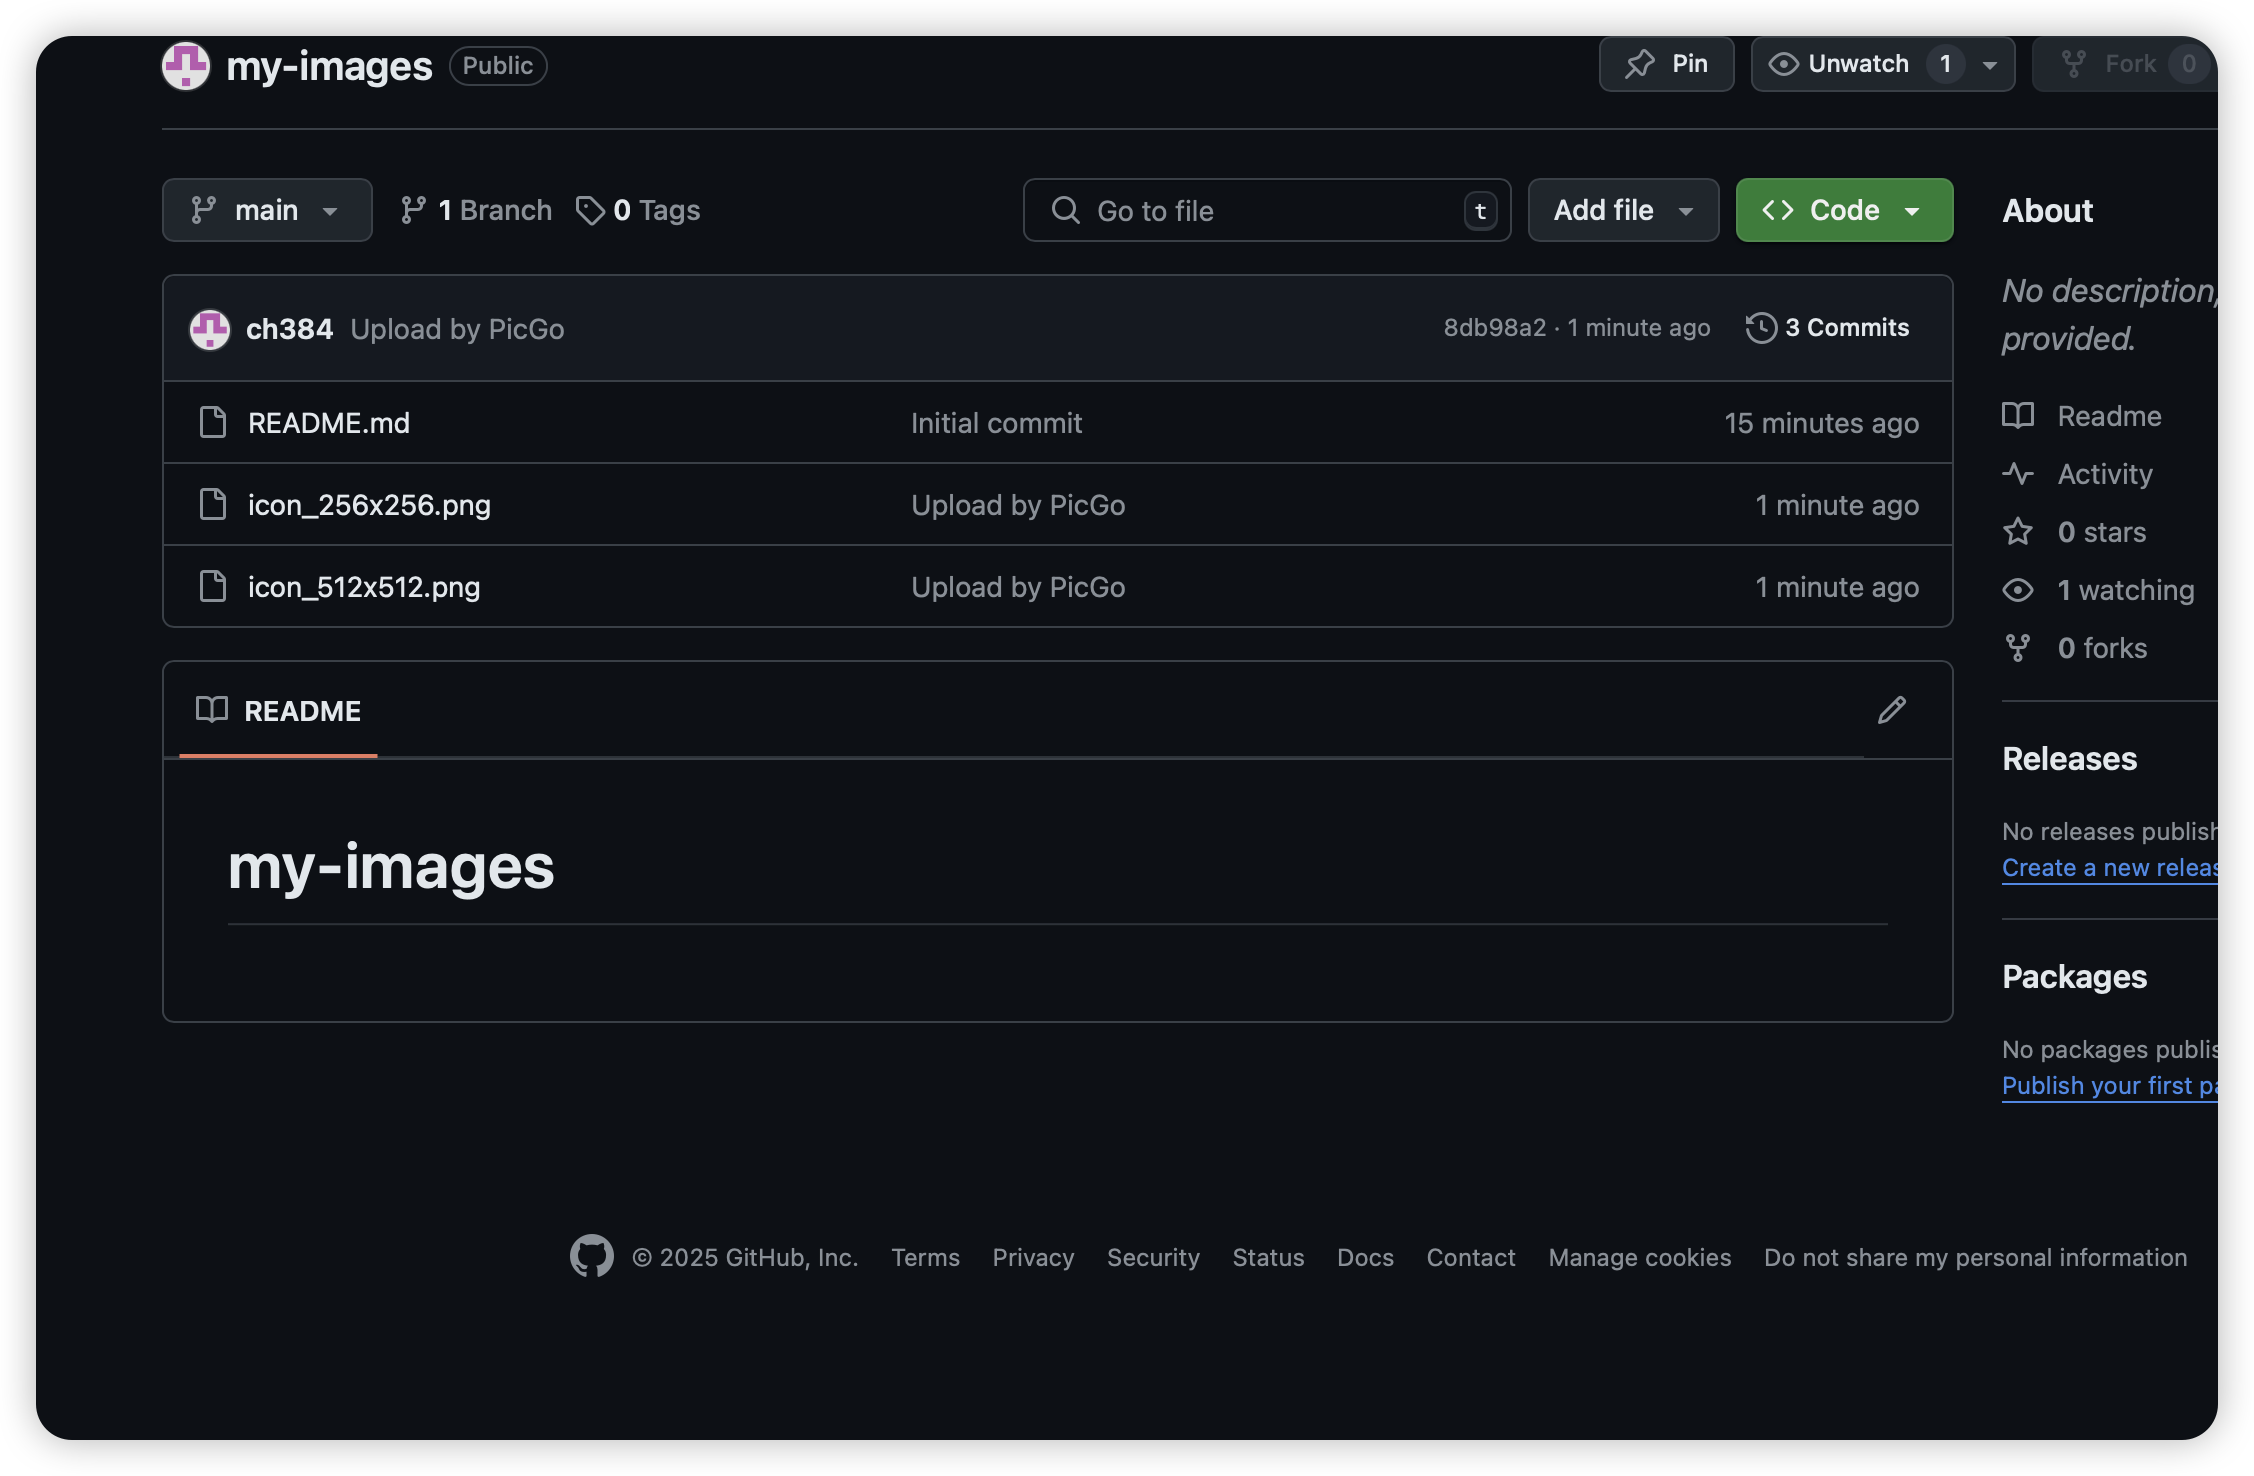 my-images Public
Pin
Unwatch 1
Fork 0
main
1 Branch
0 Tags
Go to file t
Add file
Code
ch384 Upload by PicGo
8db98a2 · 1 minute ago
3 Commits
README.md Initial commit 15 minutes ago
icon_256x256.png Upload by PicGo 1 minute ago
icon_512x512.png Upload by PicGo 1 minute ago
README
my-images
About
No description,
provided.
Readme
Activity
0 stars
1 watching
0 forks
Releases
No releases
Create a new
Packages
No packages
Publish your first
© 2025 GitHub, Inc. Terms Privacy Security Status Docs Contact Manage cookies Do not share my personal information